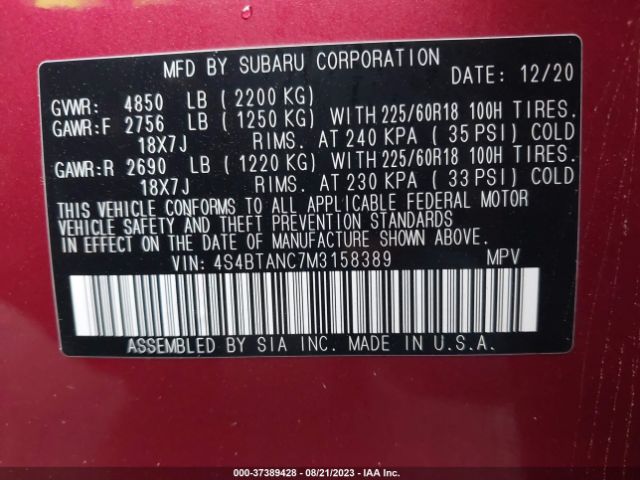 MFD BY SUBARU CORPORATION
DATE: 12/20
GVWR: 4850 LB (2200 KG)
GAWR:F 2756 LB (1250 KG) WITH 225/60R18 100H TIRES.
18X7J RIMS. AT 240 KPA (35 PSI) COLD
GAWR:R 2690 LB (1220 KG) WITH 225/60R18 100H TIRES.
18X7J RIMS. AT 230 KPA (33 PSI) COLD
THIS VEHICLE CONFORMS TO ALL APPLICABLE FEDERAL MOTOR
VEHICLE SAFETY AND THEFT PREVENTION STANDARDS
IN EFFECT ON THE DATE OF MANUFACTURE SHOWN ABOVE.
VIN: 4S4BTANC7M3158389 MPV
ASSEMBLED BY SIA INC. MADE IN U.S.A.
000-37389428 - 08/21/2023 - IAA Inc.